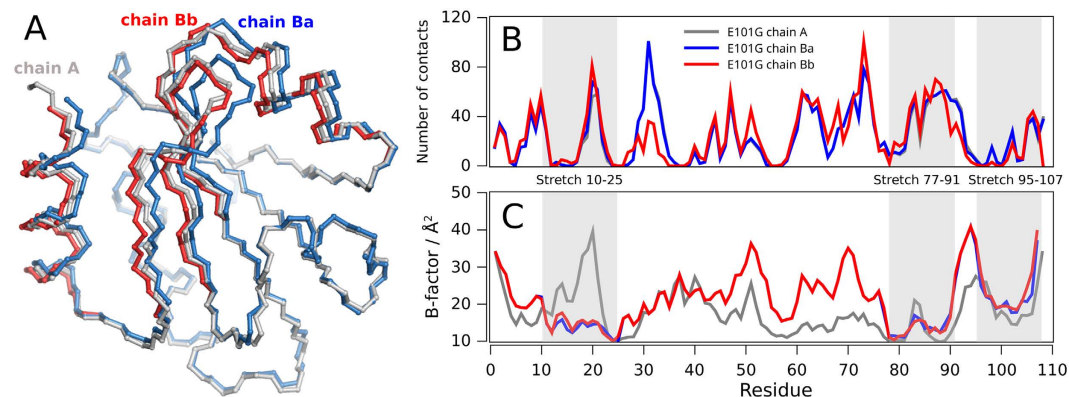 A
chain Bb
chain Ba
chain A
B
Number of contacts
120
80
40
0
E101G chain A
E101G chain Ba
E101G chain Bb
Stretch 10-25
Stretch 77-91
Stretch 95-107
C
B-factor / Å²
50
40
30
20
10
0 10 20 30 40 50 60 70 80 90 100 110
Residue